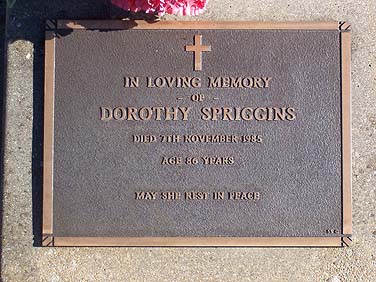 IN LOVING MEMORY
- OF -
DOROTHY SPRIGGINS
DIED 7TH NOVEMBER 1985
AGE 86 YEARS
MAY SHE REST IN PEACE